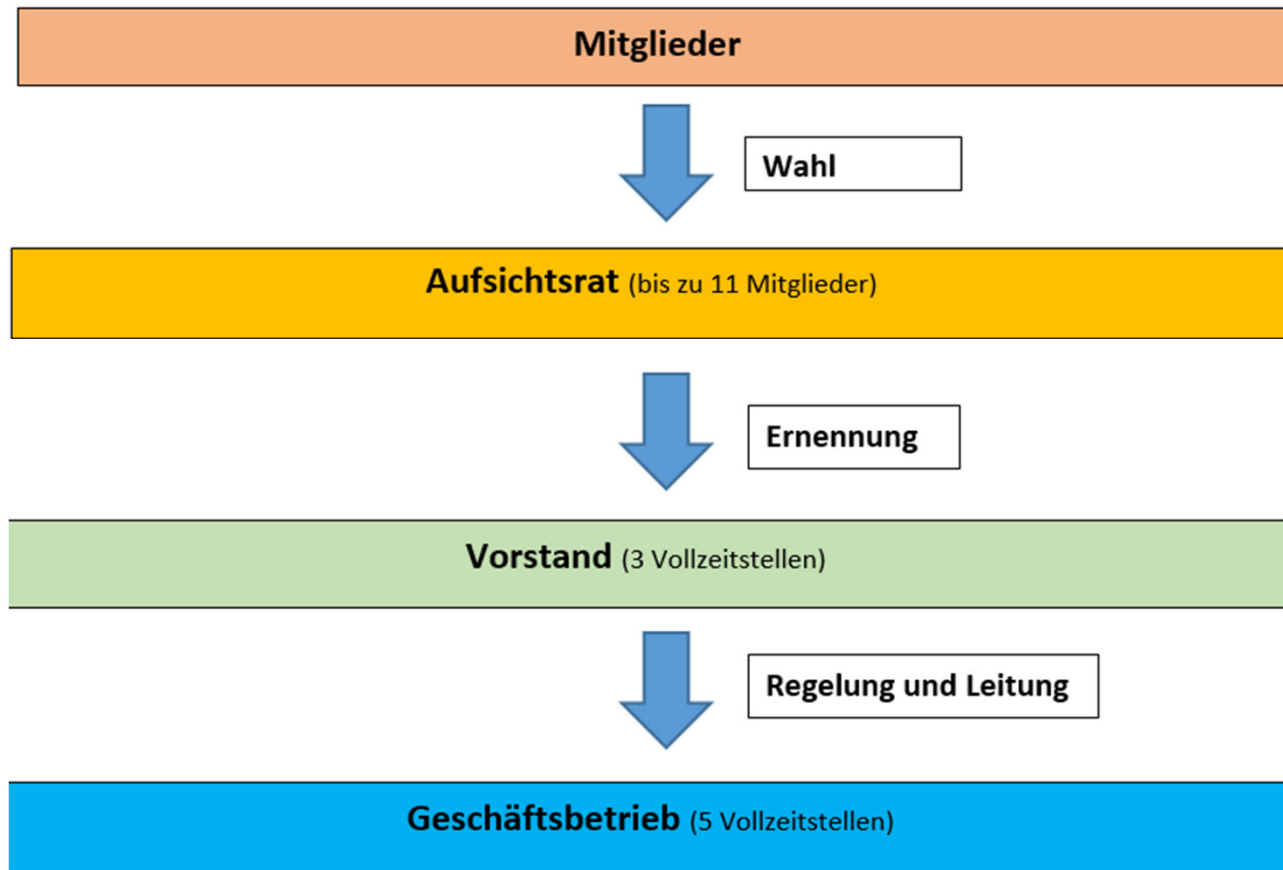 Mitglieder
Wahl
Aufsichtsrat (bis zu 11 Mitglieder)
Ernennung
Vorstand (3 Vollzeitstellen)
Regelung und Leitung
Geschäftsbetrieb (5 Vollzeitstellen)